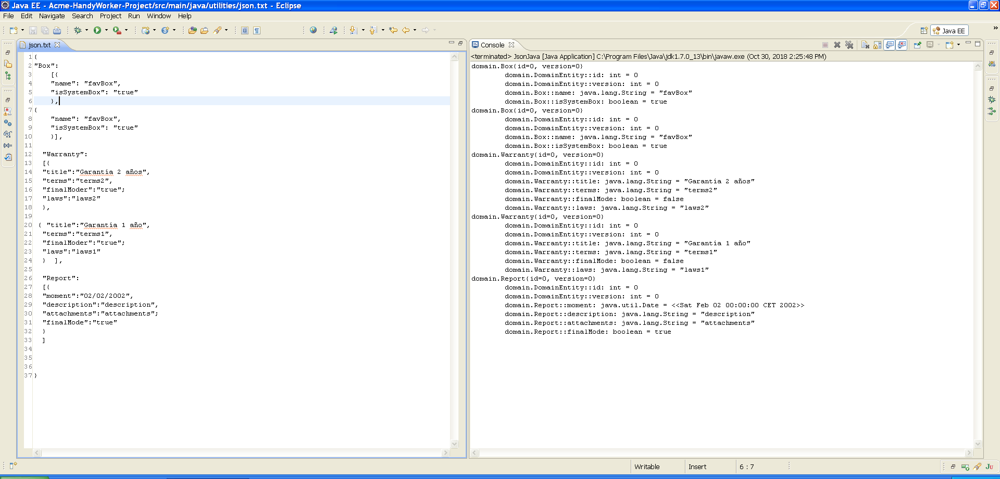 Java EE - Acme-HandyWorker-Project/src/main/java/utilities/json.txt - Eclipse
File Edit Navigate Search Project Run Window Help
Java EE
json.txt
1 {
2 "Box":
3 [{
4 "name": "favBox",
5 "isSystemBox": "true"
6 },
7 {
8 "name": "favBox",
9 "isSystemBox": "true"
10 }],
11
12 "Warranty":
13 [{
14 "title":"Garantía 2 años",
15 "terms":"terms2",
16 "finalModer":"true";
17 "laws":"laws2"
18 },
19
20 { "title":"Garantía 1 año",
21 "terms":"terms1",
22 "finalModer":"true";
23 "laws":"laws1"
24 } ],
25
26 "Report":
27 [{
28 "moment":"02/02/2002",
29 "description":"description",
30 "attachments":"attachments";
31 "finalMode":"true"
32 }
33 ]
34
35
36
37 }
Console
<terminated> JsonJava [Java Application] C:\Program Files\Java\jdk1.7.0_13\bin\javaw.exe (Oct 30, 2018 2:25:48 PM)
domain.Box{id=0, version=0}
domain.DomainEntity::id: int = 0
domain.DomainEntity::version: int = 0
domain.Box::name: java.lang.String = "favBox"
domain.Box::isSystemBox: boolean = true
domain.Box{id=0, version=0}
domain.DomainEntity::id: int = 0
domain.DomainEntity::version: int = 0
domain.Box::name: java.lang.String = "favBox"
domain.Box::isSystemBox: boolean = true
domain.Warranty{id=0, version=0}
domain.DomainEntity::id: int = 0
domain.DomainEntity::version: int = 0
domain.Warranty::title: java.lang.String = "Garantía 2 años"
domain.Warranty::terms: java.lang.String = "terms2"
domain.Warranty::finalMode: boolean = false
domain.Warranty::laws: java.lang.String = "laws2"
domain.Warranty{id=0, version=0}
domain.DomainEntity::id: int = 0
domain.DomainEntity::version: int = 0
domain.Warranty::title: java.lang.String = "Garantía 1 año"
domain.Warranty::terms: java.lang.String = "terms1"
domain.Warranty::finalMode: boolean = false
domain.Warranty::laws: java.lang.String = "laws1"
domain.Report{id=0, version=0}
domain.DomainEntity::id: int = 0
domain.DomainEntity::version: int = 0
domain.Report::moment: java.util.Date = <<Sat Feb 02 00:00:00 CET 2002>>
domain.Report::description: java.lang.String = "description"
domain.Report::attachments: java.lang.String = "attachments"
domain.Report::finalMode: boolean = true
Writable Insert 6 : 7